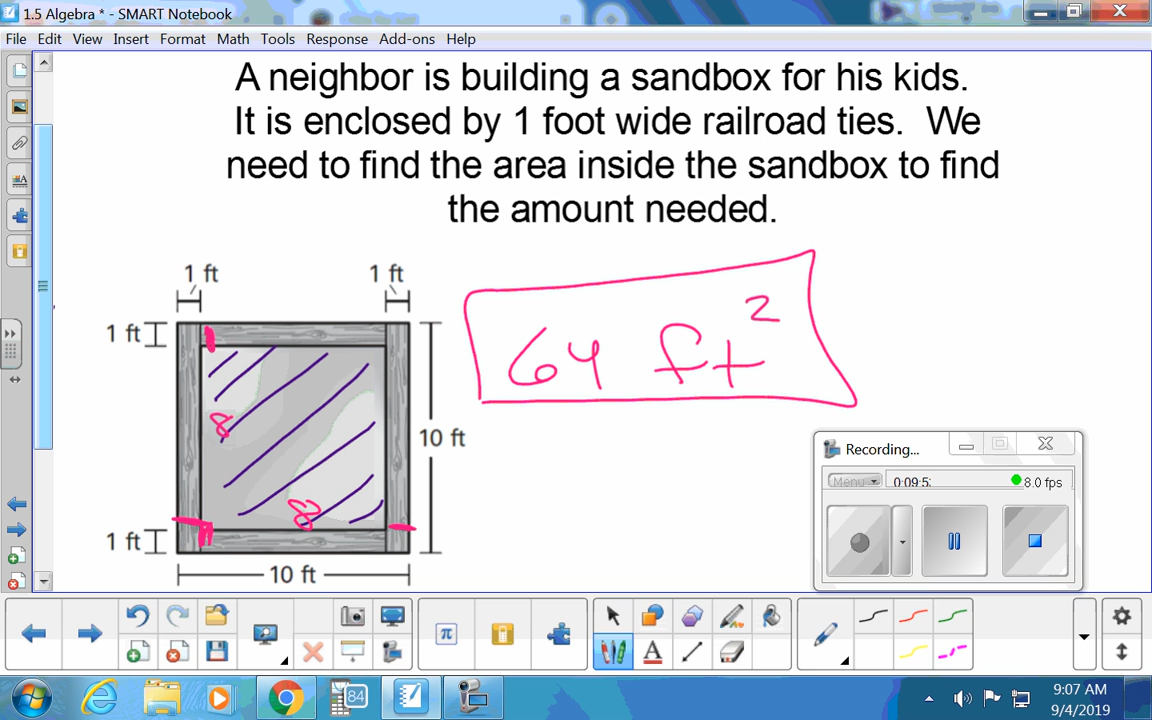 1.5 Algebra * - SMART Notebook
File Edit View Insert Format Math Tools Response Add-ons Help
A neighbor is building a sandbox for his kids.
It is enclosed by 1 foot wide railroad ties. We
need to find the area inside the sandbox to find
the amount needed.
1 ft 1 ft
1 ft
64 ft²
8
10 ft
8
1 ft
10 ft
Recording...
Menu 0:09:5 8.0 fps
π
A
84
9:07 AM
9/4/2019